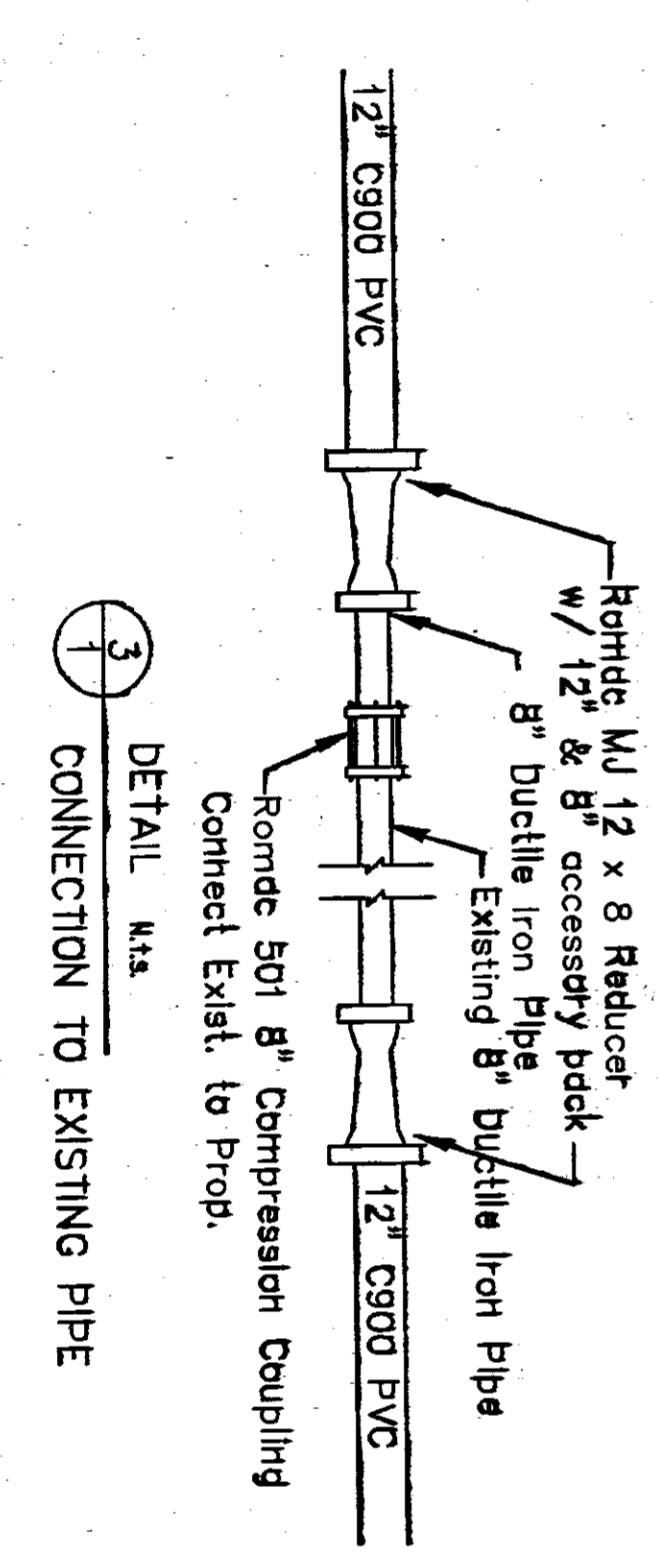 Romac MJ 12 x 8 Reducer
w/ 12" & 8" accessory pack
8" Ductile Iron Pipe
Existing 8" Ductile Iron Pipe
12" C900 PVC
12" C900 PVC
Romac 501 8" Compression Coupling
Connect Exist. to Prop.
3
1
DETAIL N.t.s.
CONNECTION TO EXISTING PIPE